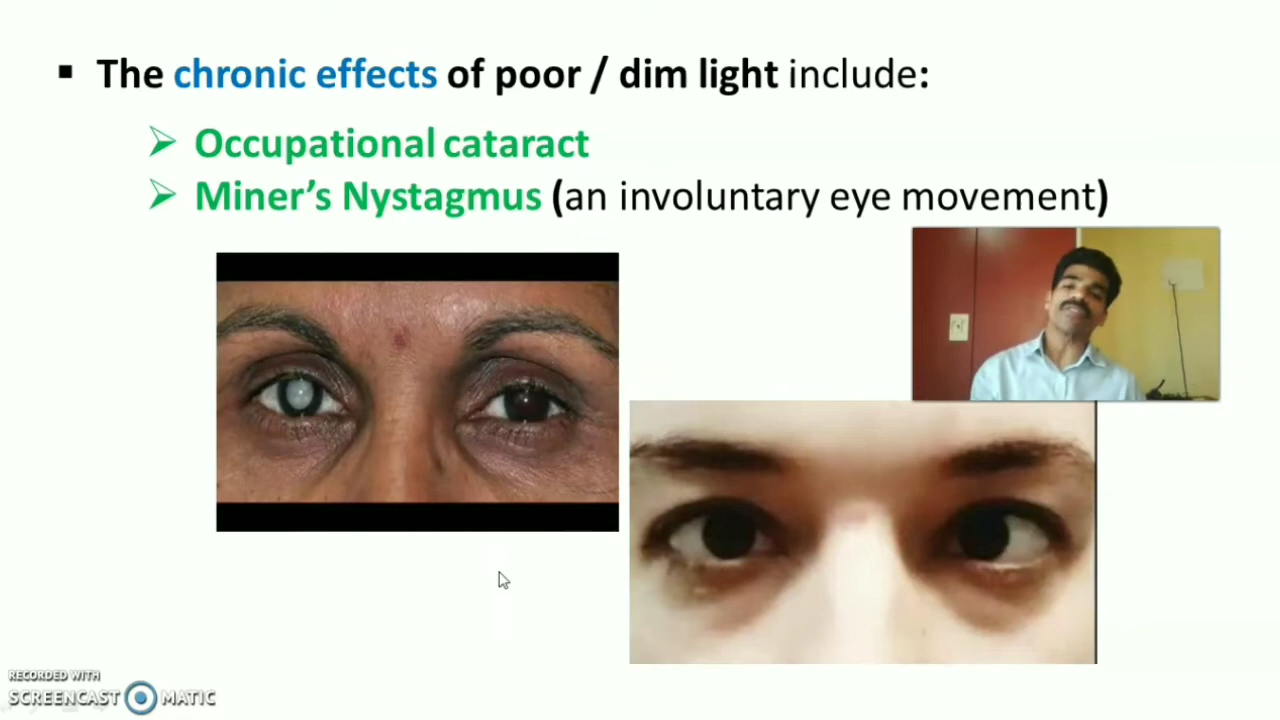 ▪ The chronic effects of poor / dim light include:
➢ Occupational cataract
➢ Miner’s Nystagmus (an involuntary eye movement)
RECORDED WITH
SCREENCAST MATIC